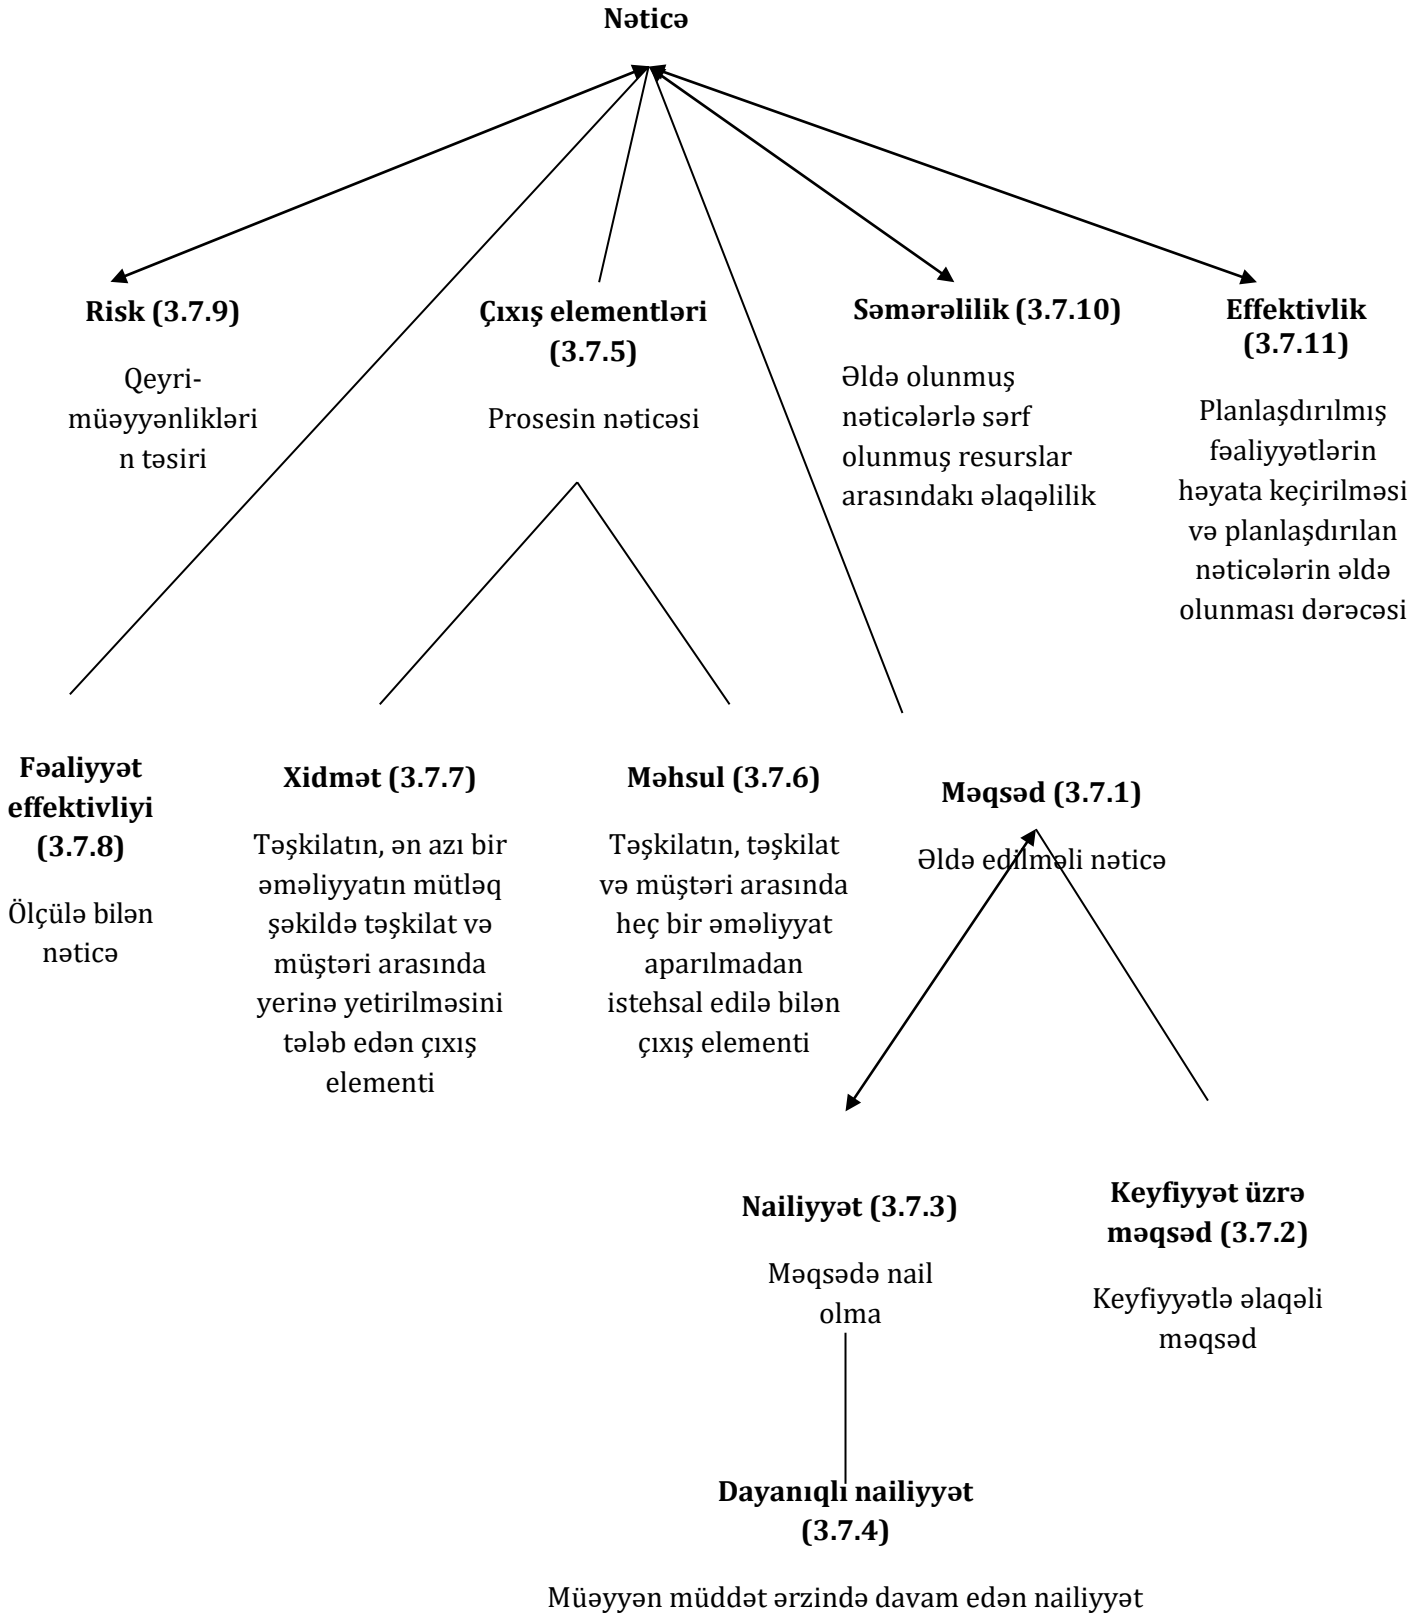 Nəticə
Risk (3.7.9)
Qeyri-
müəyyənlikləri
n təsiri
Çıxış elementləri
(3.7.5)
Prosesin nəticəsi
Səmərəlilik (3.7.10)
Əldə olunmuş
nəticələrlə sərf
olunmuş resurslar
arasındakı əlaqəlilik
Effektivlik
(3.7.11)
Planlaşdırılmış
fəaliyyətlərin
həyata keçirilməsi
və planlaşdırılan
nəticələrin əldə
olunması dərəcəsi
Fəaliyyət
effektivliyi
(3.7.8)
Ölçülə bilən
nəticə
Xidmət (3.7.7)
Təşkilatın, ən azı bir
əməliyyatın mütləq
şəkildə təşkilat və
müştəri arasında
yerinə yetirilməsini
tələb edən çıxış
elementi
Məhsul (3.7.6)
Təşkilatın, təşkilat
və müştəri arasında
heç bir əməliyyat
aparılmadan
istehsal edilə bilən
çıxış elementi
Məqsəd (3.7.1)
Əldə edilməli nəticə
Nailiyyət (3.7.3)
Məqsədə nail
olma
Keyfiyyət üzrə
məqsəd (3.7.2)
Keyfiyyətlə əlaqəli
məqsəd
Dayanıqlı nailiyyət
(3.7.4)
Müəyyən müddət ərzində davam edən nailiyyət